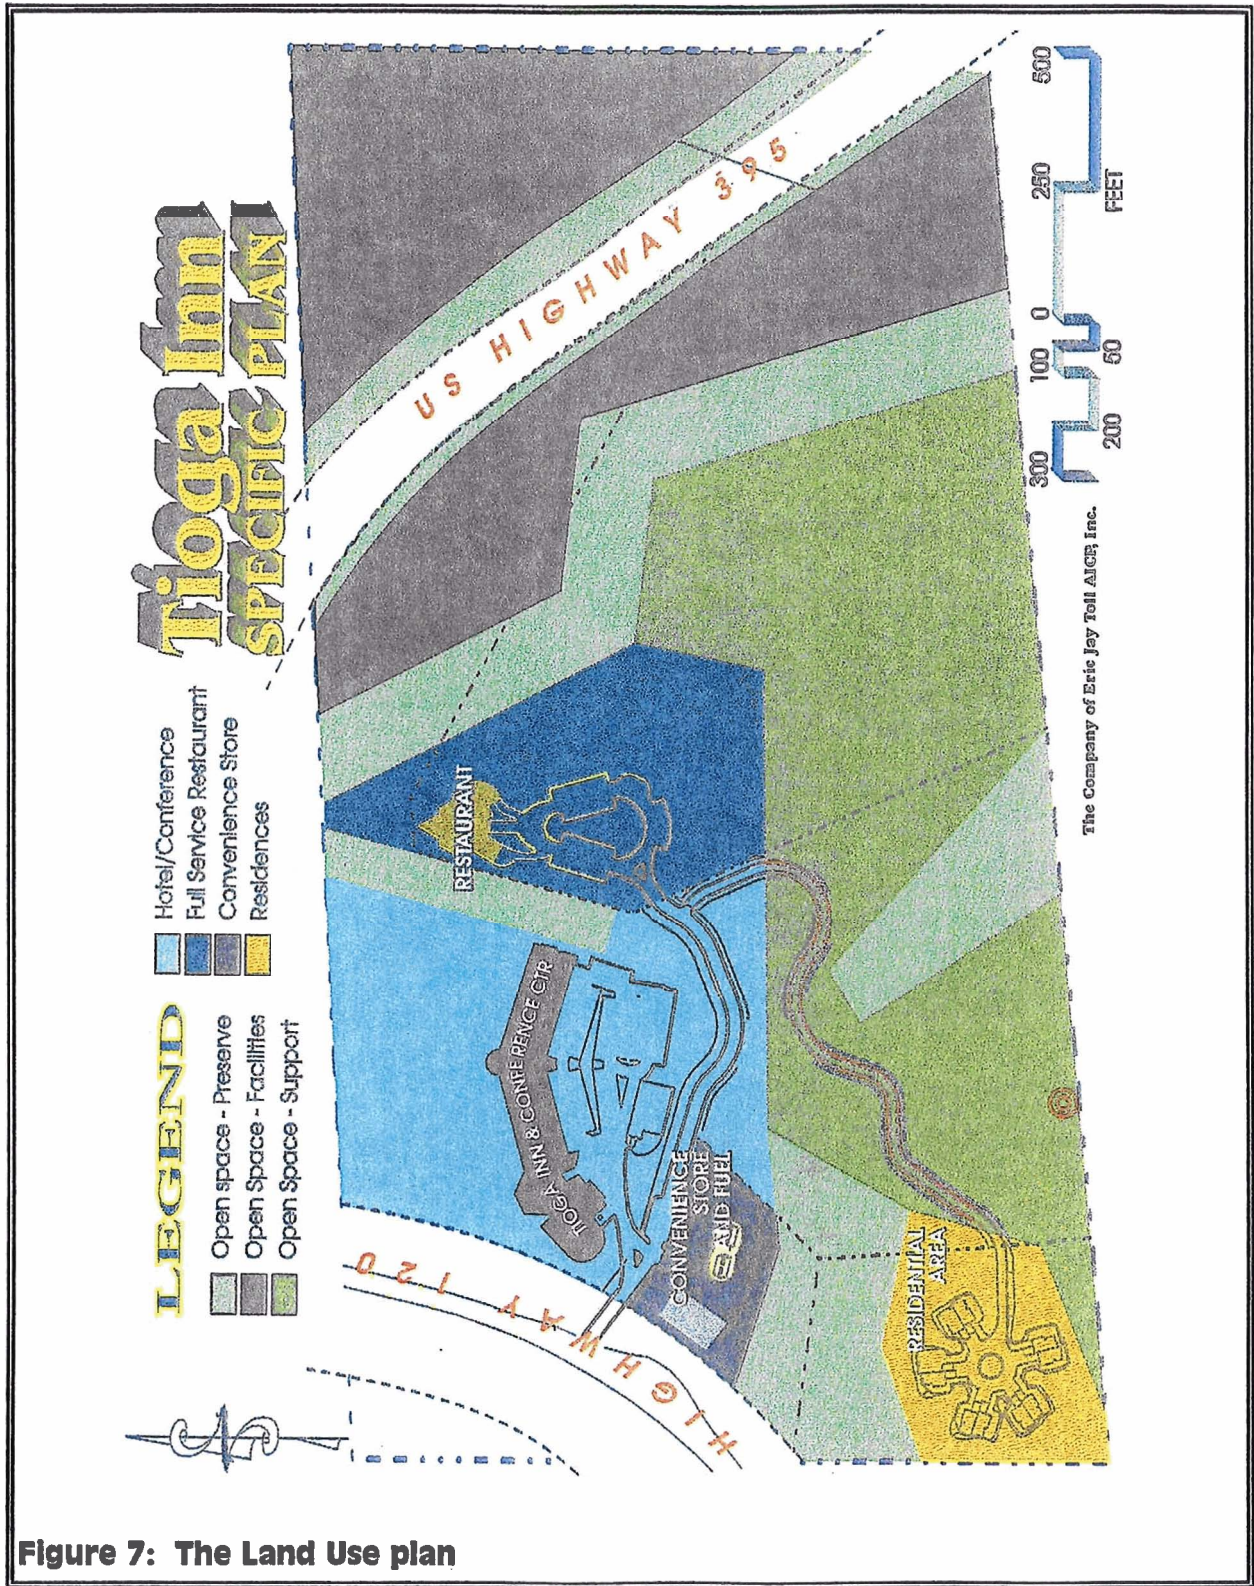 Tioga Inn
SPECIFIC PLAN
LEGEND
Open space - Preserve
Open Space - Facilities
Open Space - Support
Hotel/Conference
Full Service Restaurant
Convenience Store
Residences
HIGHWAY 120
US HIGHWAY 395
TIOGA INN & CONFERENCE CTR
RESTAURANT
CONVENIENCE
STORE
AND FUEL
RESIDENTIAL
AREA
300 100 0 250 500
200 50 FEET
The Company of Eric Jay Toll AICP, Inc.
Figure 7: The Land Use plan